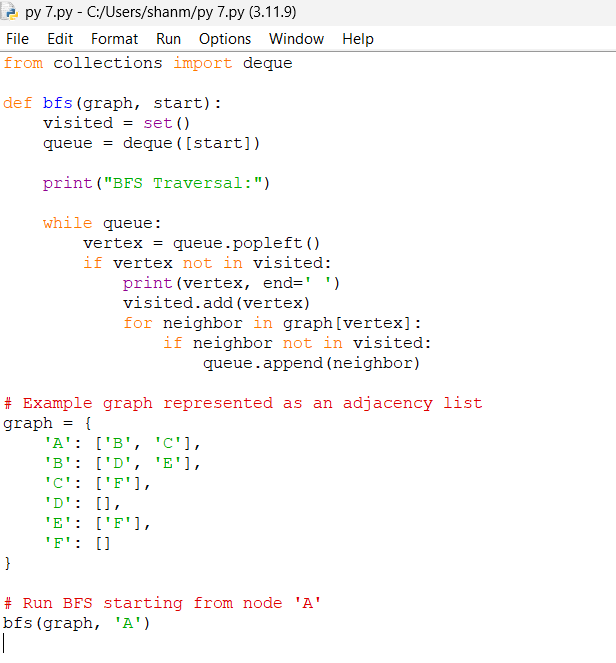 py 7.py - C:/Users/shanm/py 7.py (3.11.9)
File Edit Format Run Options Window Help
from collections import deque

def bfs(graph, start):
    visited = set()
    queue = deque([start])

    print("BFS Traversal:")

    while queue:
        vertex = queue.popleft()
        if vertex not in visited:
            print(vertex, end=' ')
            visited.add(vertex)
            for neighbor in graph[vertex]:
                if neighbor not in visited:
                    queue.append(neighbor)

# Example graph represented as an adjacency list
graph = {
    'A': ['B', 'C'],
    'B': ['D', 'E'],
    'C': ['F'],
    'D': [],
    'E': ['F'],
    'F': []
}

# Run BFS starting from node 'A'
bfs(graph, 'A')